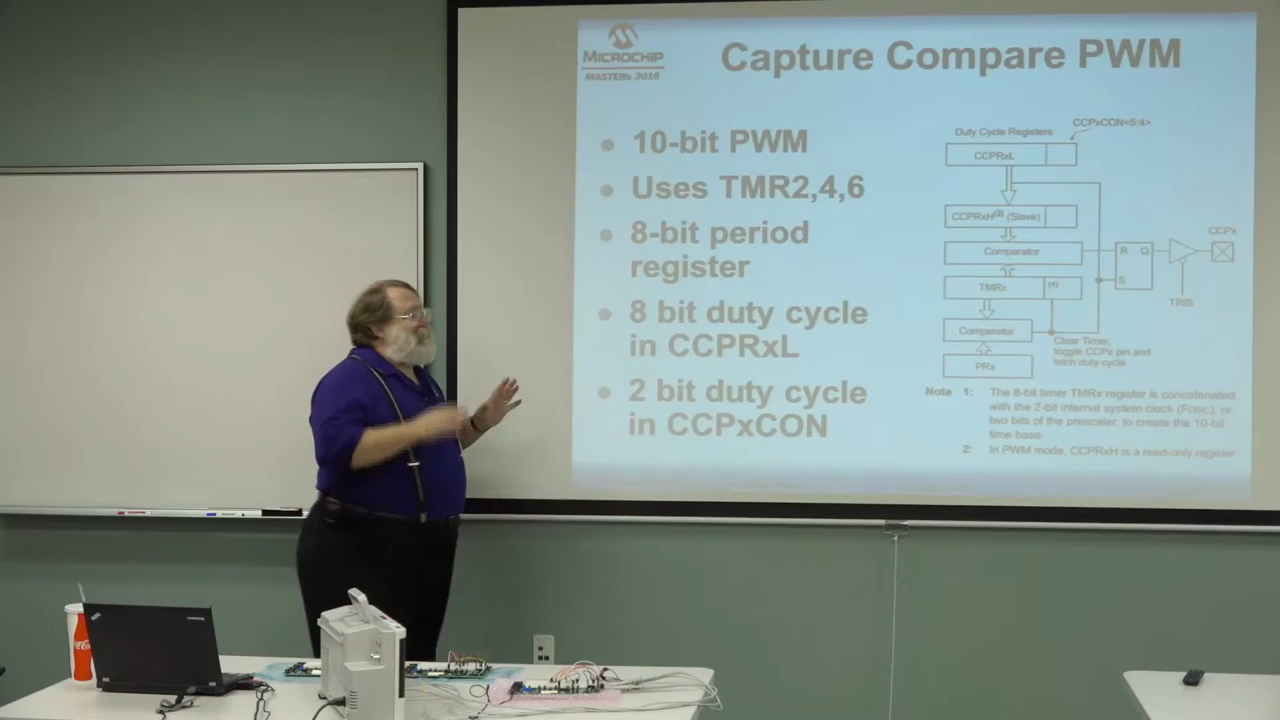 MICROCHIP
MASTERs 2016
Capture Compare PWM
● 10-bit PWM
● Uses TMR2,4,6
● 8-bit period
register
● 8 bit duty cycle
in CCPRxL
● 2 bit duty cycle
in CCPxCON
Duty Cycle Registers
CCPxCON<5:4>
CCPRxL
CCPRxH(2) (Slave)
Comparator
TMRx
(1)
Comparator
PRx
R Q
S
CCPx
TRIS
Clear Timer,
toggle CCPx pin and
latch duty cycle
Note 1: The 8-bit timer TMRx register is concatenated
with the 2-bit internal system clock (Fosc), or
two bits of the prescaler, to create the 10-bit
time base.
2: In PWM mode, CCPRxH is a read-only register